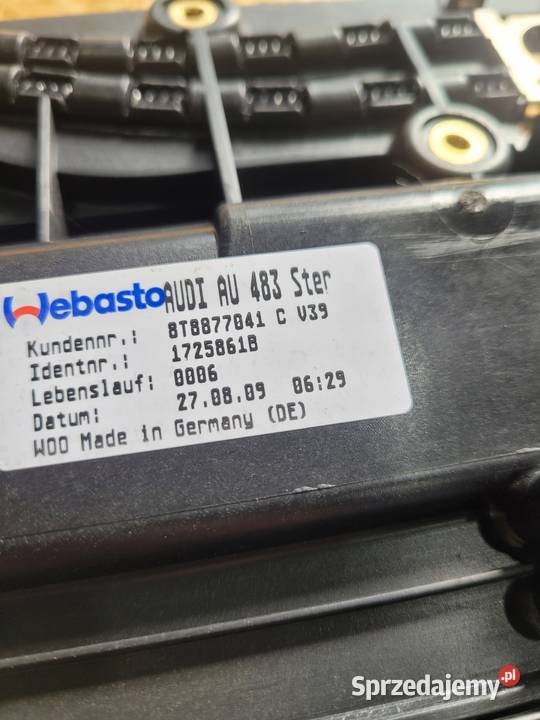 Webasto AUDI AU 483 Ster
Kundennr.: 8T8877041 C V39
Identnr.: 1725861B
Lebenslauf: 0006
Datum: 27.08.09 06:29
W00 Made in Germany (DE)
Sprzedajemy.pl